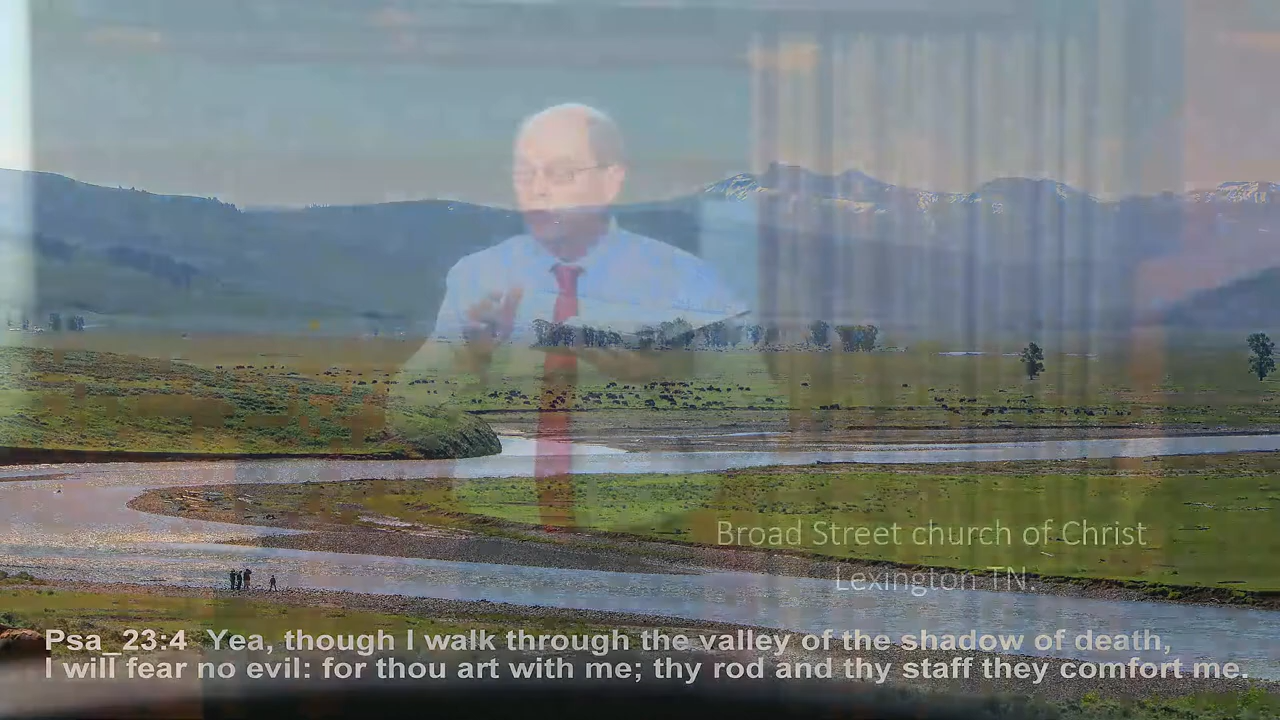 Broad Street church of Christ
Lexington TN.
Psa_23:4  Yea, though I walk through the valley of the shadow of death,
I will fear no evil: for thou art with me; thy rod and thy staff they comfort me.